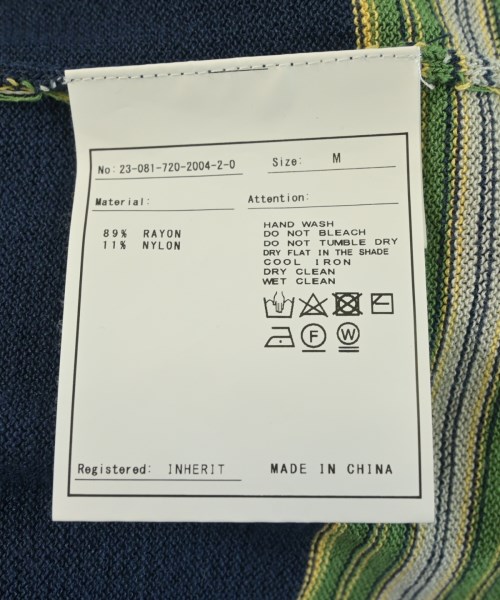 No: 23-081-720-2004-2-0
Size: M
Material:
89% RAYON
11% NYLON
Attention:
HAND WASH
DO NOT BLEACH
DO NOT TUMBLE DRY
DRY FLAT IN THE SHADE
COOL IRON
DRY CLEAN
WET CLEAN
F W
Registered: INHERIT
MADE IN CHINA